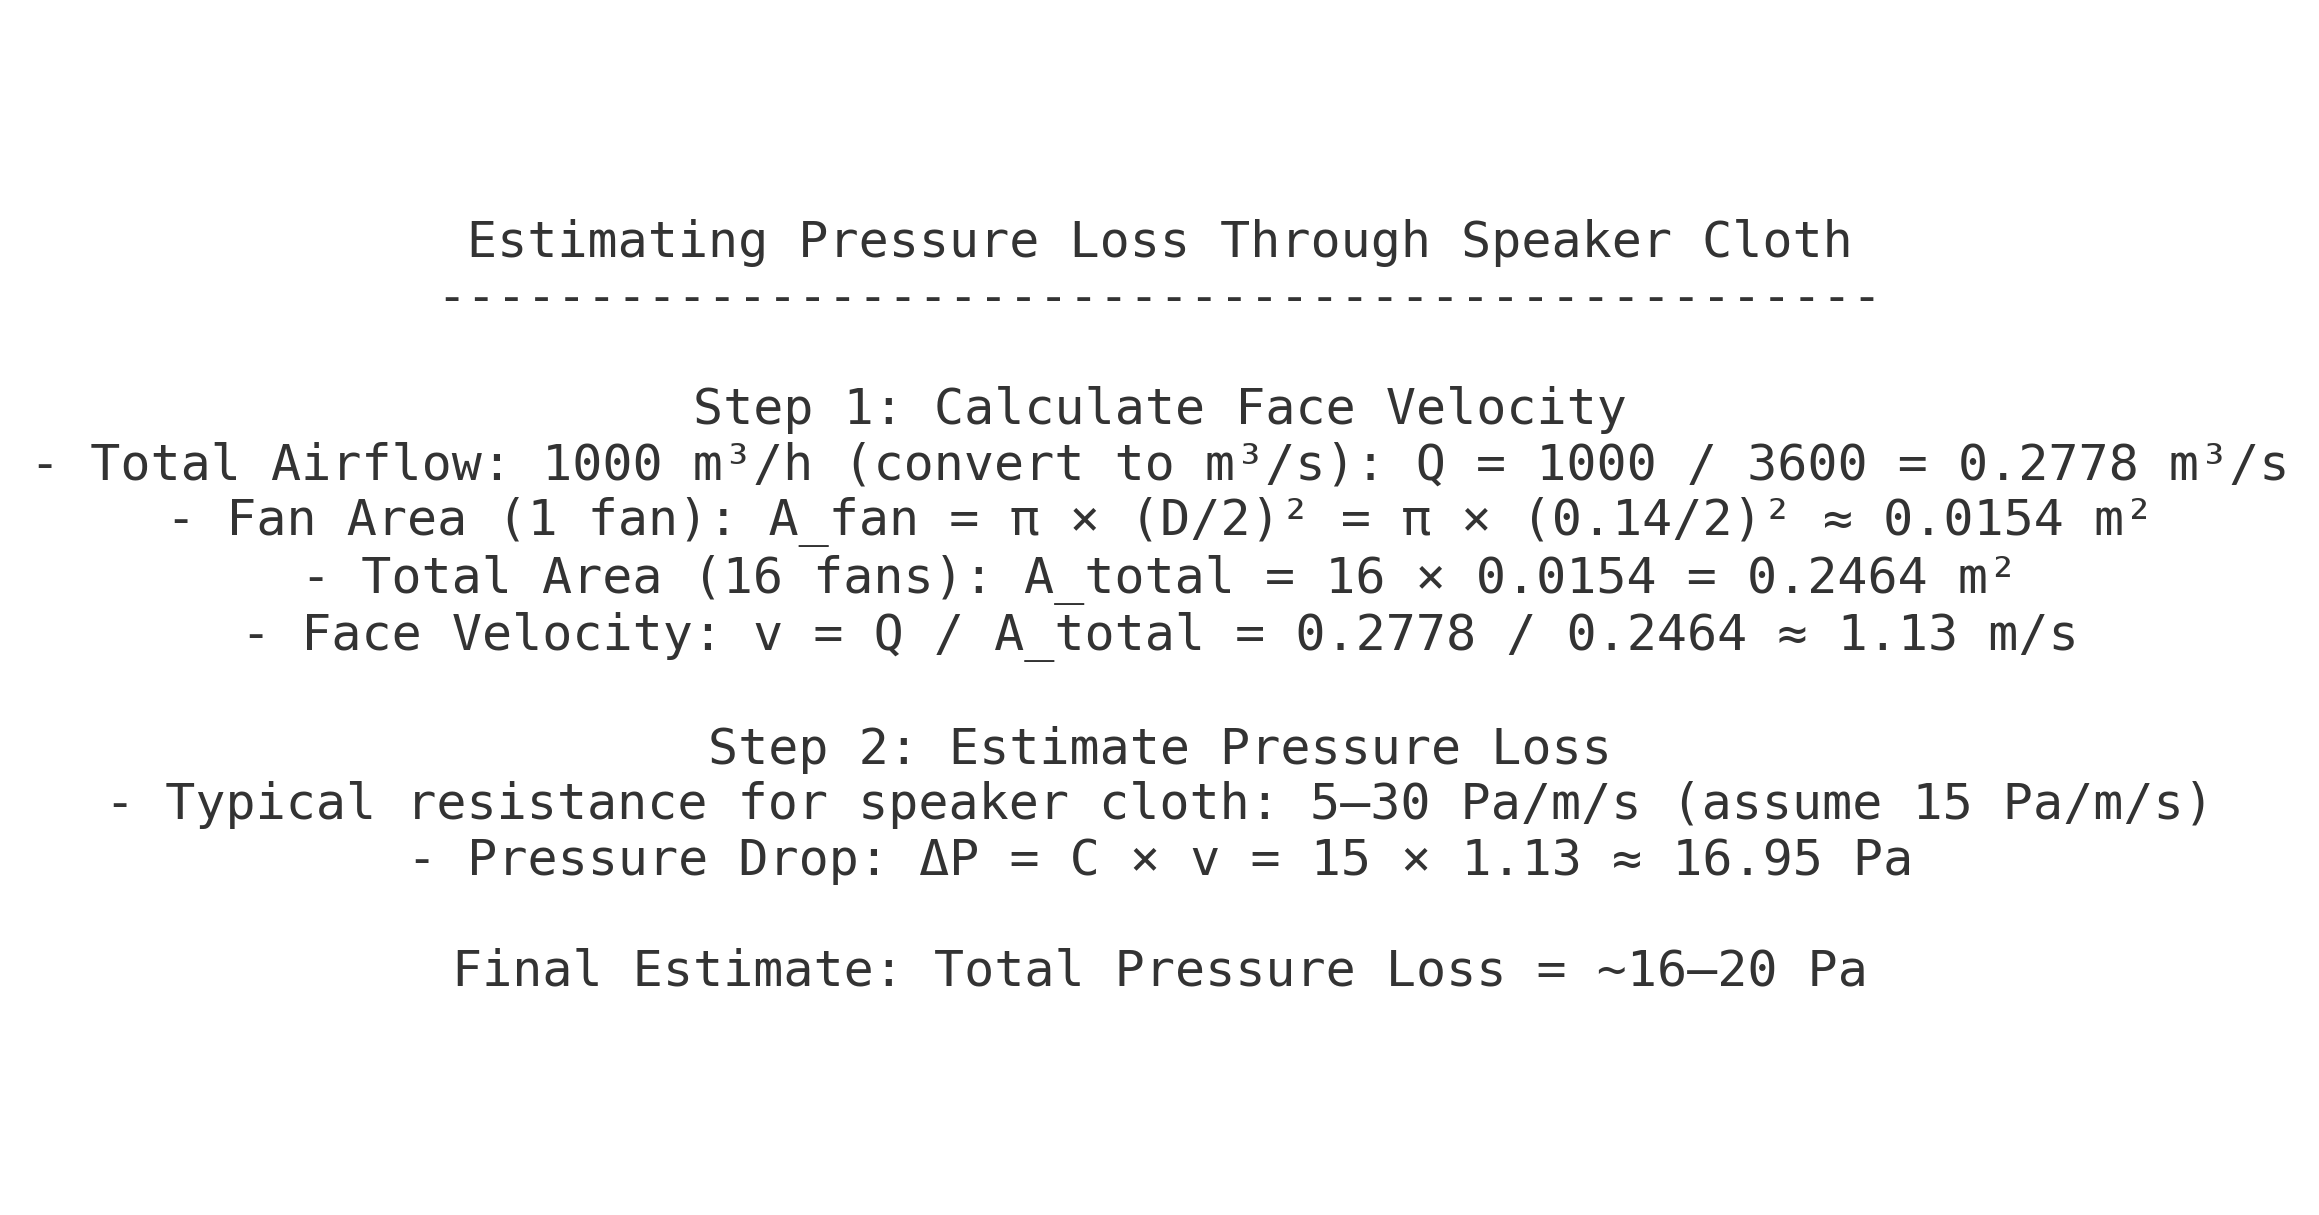 Estimating Pressure Loss Through Speaker Cloth
------------------------------------------------
Step 1: Calculate Face Velocity
- Total Airflow: 1000 m³/h (convert to m³/s): Q = 1000 / 3600 = 0.2778 m³/s
- Fan Area (1 fan): A_fan = π × (D/2)² = π × (0.14/2)² ≈ 0.0154 m²
- Total Area (16 fans): A_total = 16 × 0.0154 = 0.2464 m²
- Face Velocity: v = Q / A_total = 0.2778 / 0.2464 ≈ 1.13 m/s
Step 2: Estimate Pressure Loss
- Typical resistance for speaker cloth: 5–30 Pa/m/s (assume 15 Pa/m/s)
- Pressure Drop: ΔP = C × v = 15 × 1.13 ≈ 16.95 Pa
Final Estimate: Total Pressure Loss = ~16–20 Pa